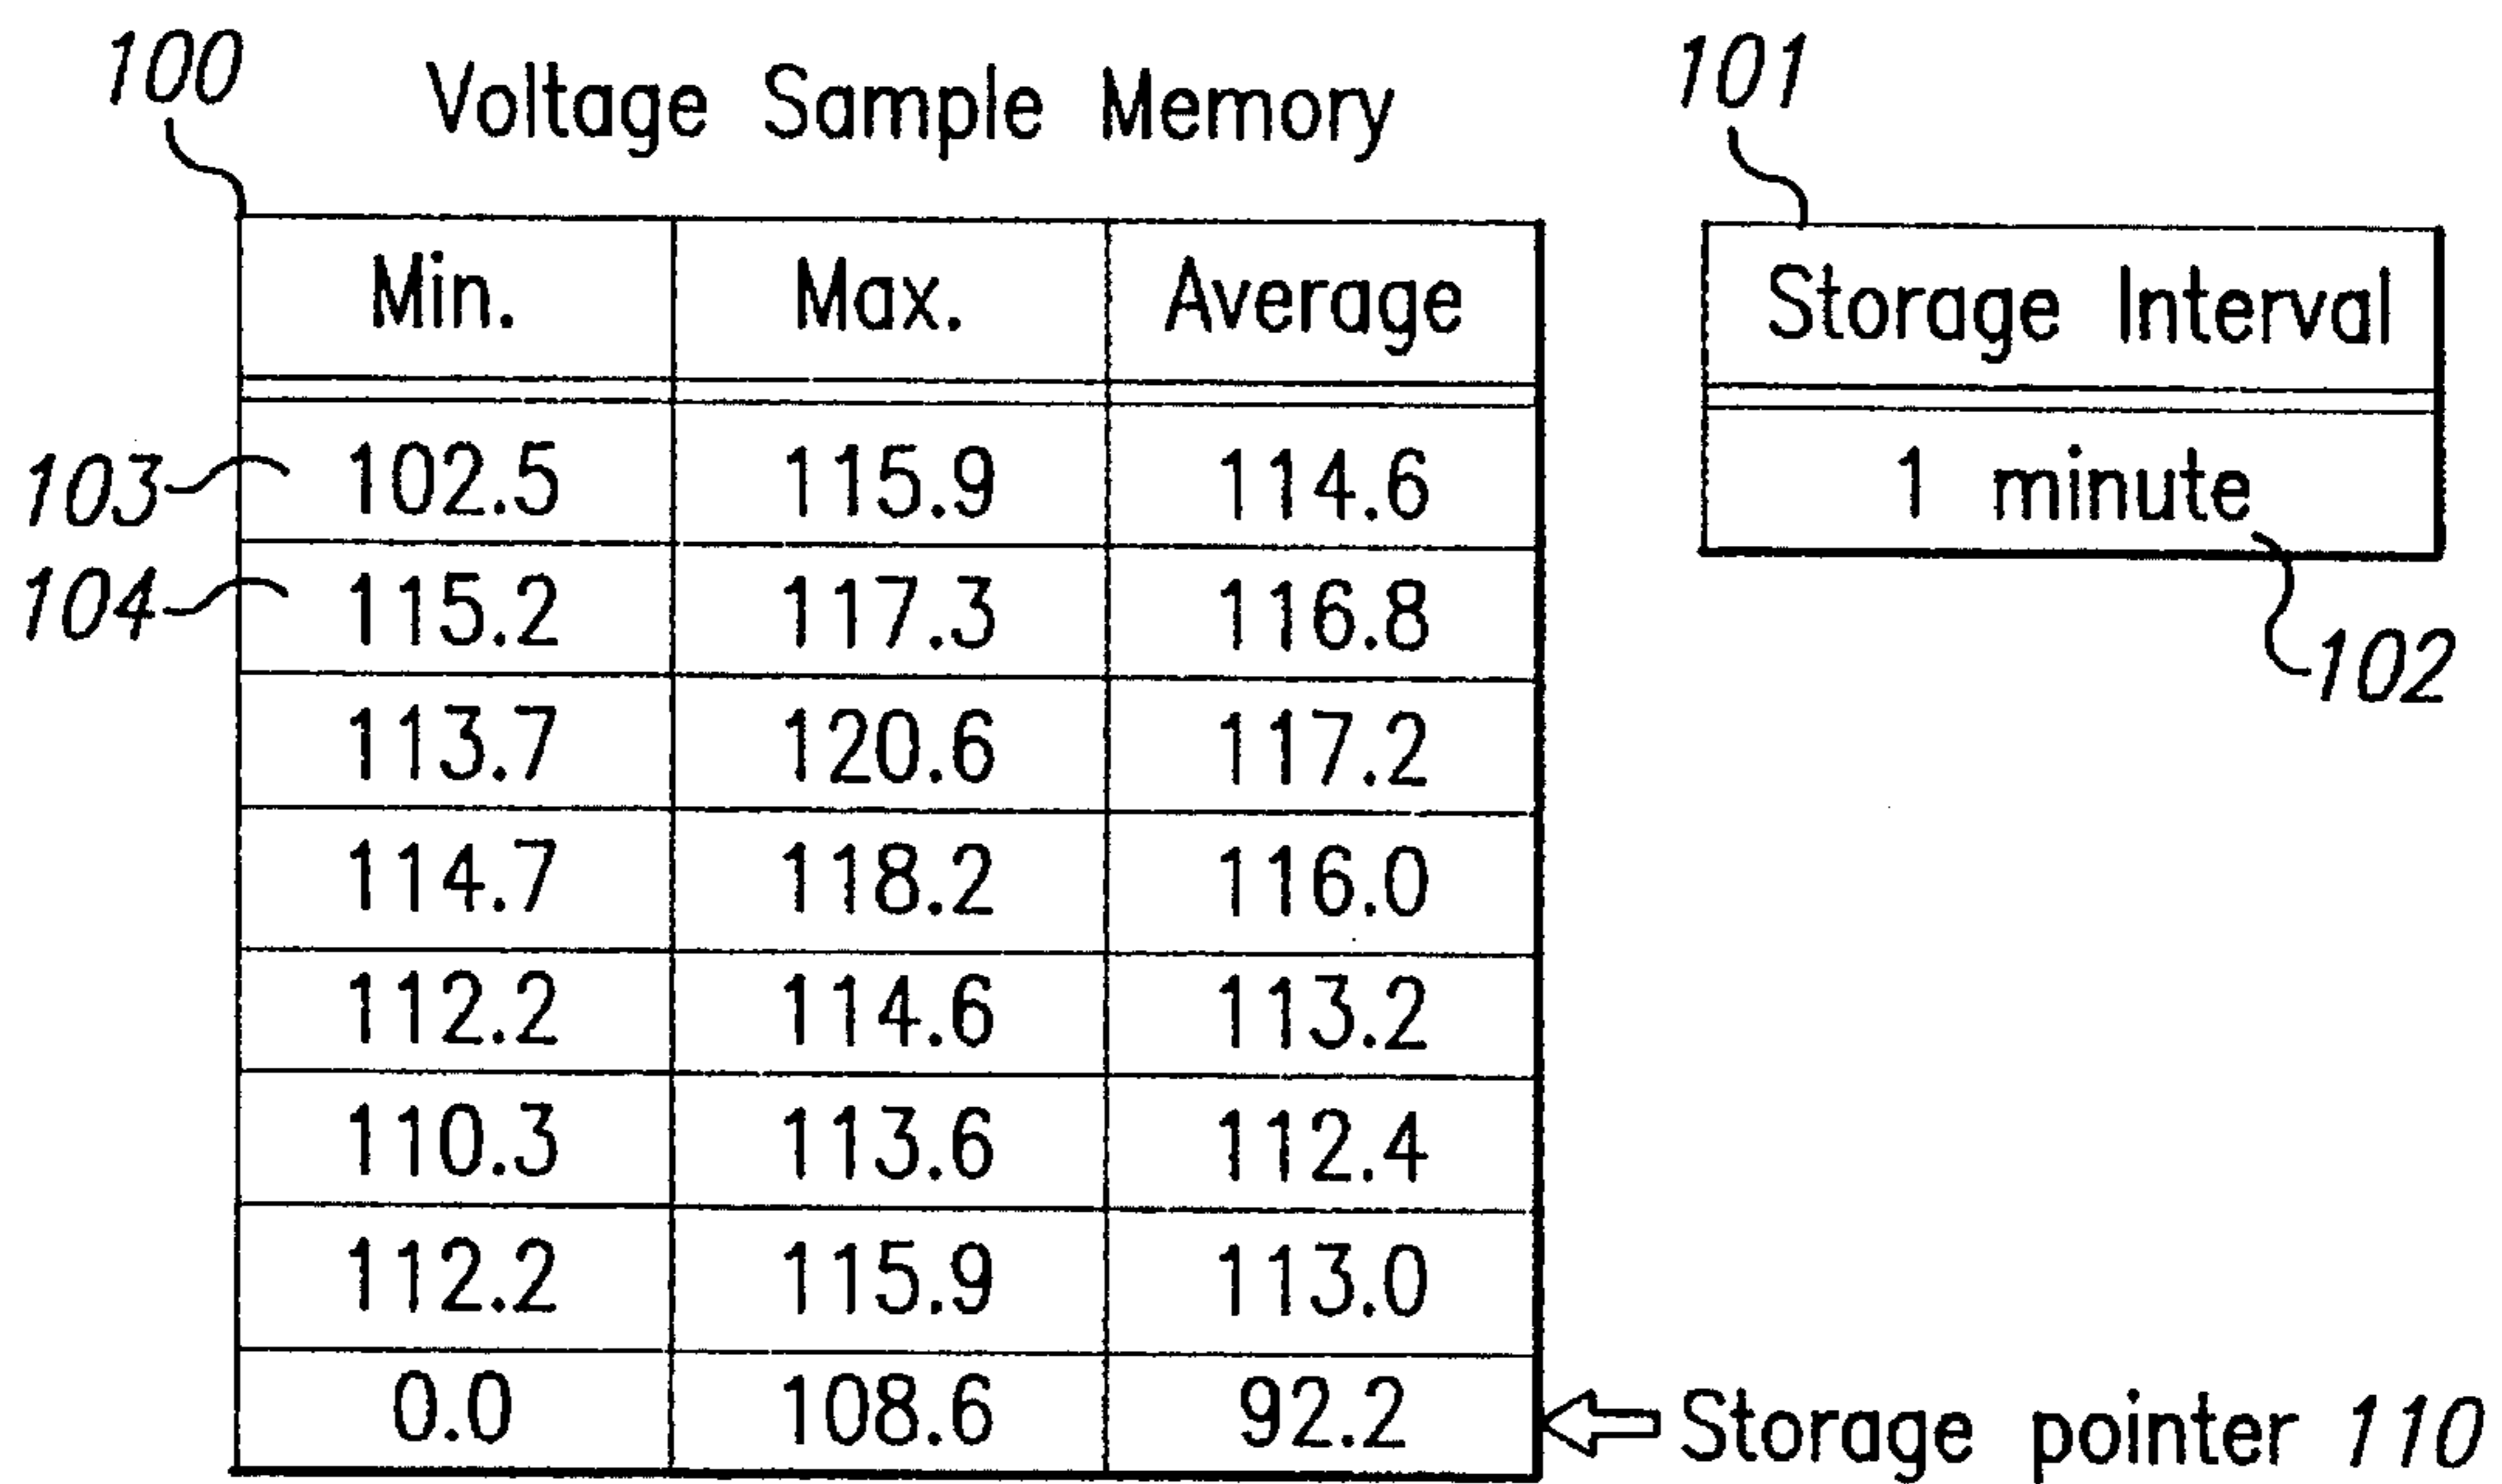 100
Voltage Sample Memory
101
Min. Max. Average
Storage Interval
103 102.5 115.9 114.6
1 minute
104 115.2 117.3 116.8
102
113.7 120.6 117.2
114.7 118.2 116.0
112.2 114.6 113.2
110.3 113.6 112.4
112.2 115.9 113.0
0.0 108.6 92.2
Storage pointer 110